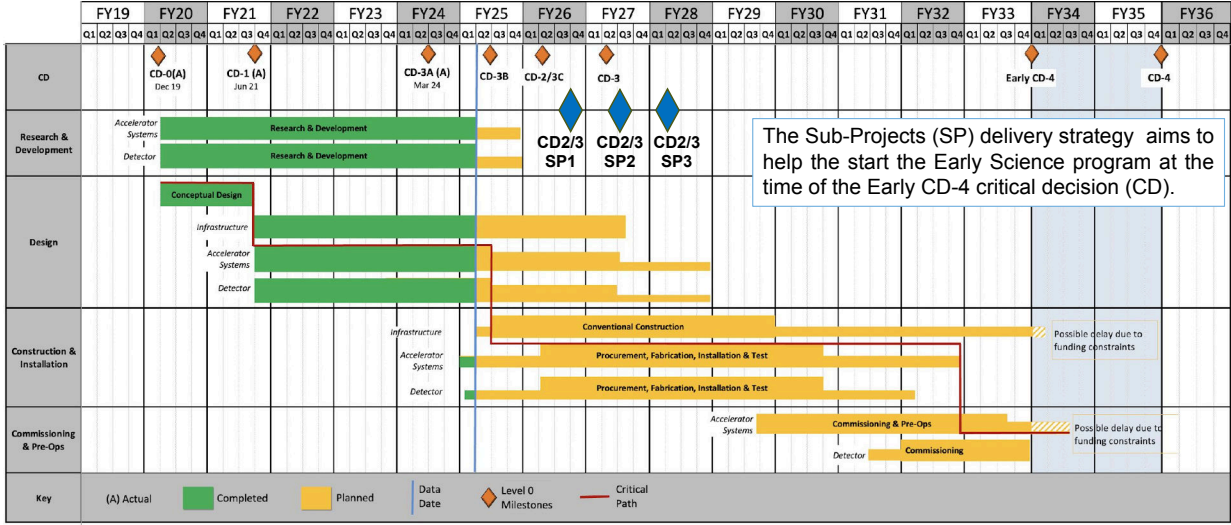 FY19 FY20 FY21 FY22 FY23 FY24 FY25 FY26 FY27 FY28 FY29 FY30 FY31 FY32 FY33 FY34 FY35 FY36
Q1 Q2 Q3 Q4 Q1 Q2 Q3 Q4 Q1 Q2 Q3 Q4 Q1 Q2 Q3 Q4 Q1 Q2 Q3 Q4 Q1 Q2 Q3 Q4 Q1 Q2 Q3 Q4 Q1 Q2 Q3 Q4 Q1 Q2 Q3 Q4 Q1 Q2 Q3 Q4 Q1 Q2 Q3 Q4 Q1 Q2 Q3 Q4 Q1 Q2 Q3 Q4 Q1 Q2 Q3 Q4 Q1 Q2 Q3 Q4 Q1 Q2 Q3 Q4 Q1 Q2 Q3 Q4 Q1 Q2 Q3 Q4
CD
CD-0(A)
Dec 19
CD-1 (A)
Jun 21
CD-3A (A)
Mar 24
CD-3B
CD-2/3C
CD-3
Early CD-4
CD-4
CD2/3
SP1
CD2/3
SP2
CD2/3
SP3
The Sub-Projects (SP) delivery strategy aims to
help the start the Early Science program at the
time of the Early CD-4 critical decision (CD).
Research &
Development
Accelerator
Systems
Research & Development
Detector
Research & Development
Design
Conceptual Design
Infrastructure
Accelerator
Systems
Detector
Construction &
Installation
Infrastructure
Conventional Construction
Possible delay due to
funding constraints
Accelerator
Systems
Procurement, Fabrication, Installation & Test
Detector
Procurement, Fabrication, Installation & Test
Commissioning
& Pre-Ops
Accelerator
Systems
Commissioning & Pre-Ops
Possible delay due to
funding constraints
Detector
Commissioning
Key
(A) Actual
Completed
Planned
Data
Date
Level 0
Milestones
Critical
Path